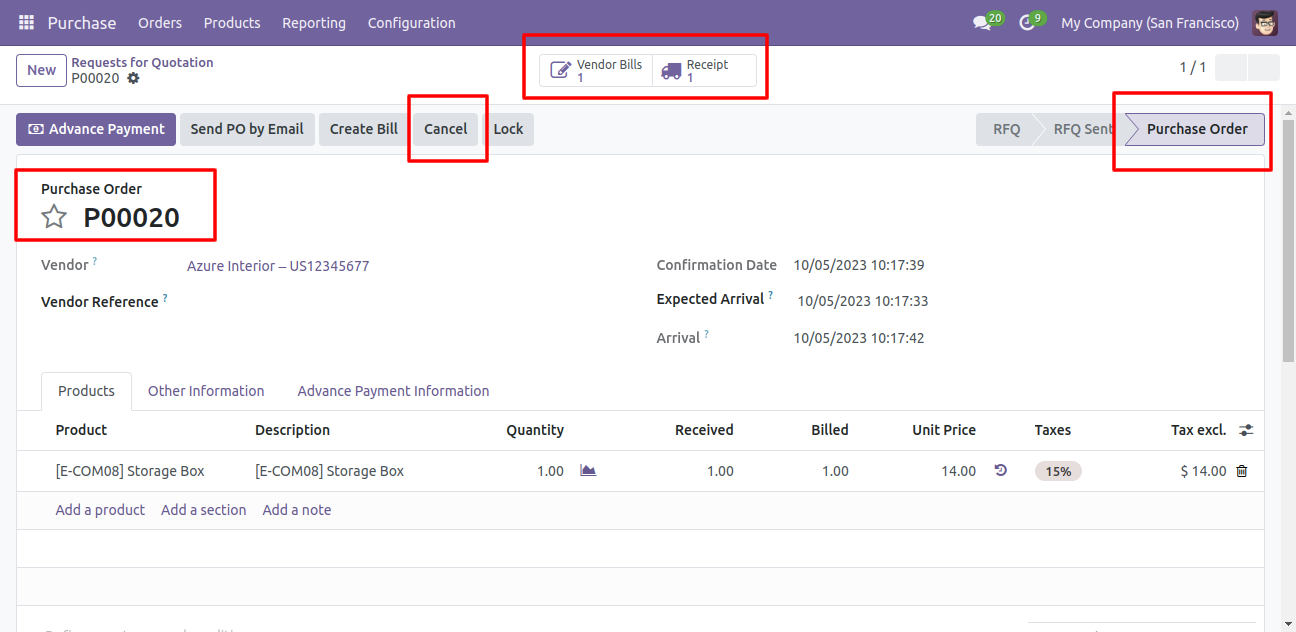 Purchase Orders Products Reporting Configuration 20 9 My Company (San Francisco)
New Requests for Quotation Vendor Bills Receipt 1 / 1
P00020 1 1
Advance Payment Send PO by Email Create Bill Cancel Lock RFQ RFQ Sent Purchase Order
Purchase Order
P00020
Vendor ? Azure Interior – US12345677 Confirmation Date 10/05/2023 10:17:39
Vendor Reference ? Expected Arrival ? 10/05/2023 10:17:33
Arrival ? 10/05/2023 10:17:42
Products Other Information Advance Payment Information
Product Description Quantity Received Billed Unit Price Taxes Tax excl.
[E-COM08] Storage Box [E-COM08] Storage Box 1.00 1.00 1.00 14.00 15% $ 14.00
Add a product Add a section Add a note